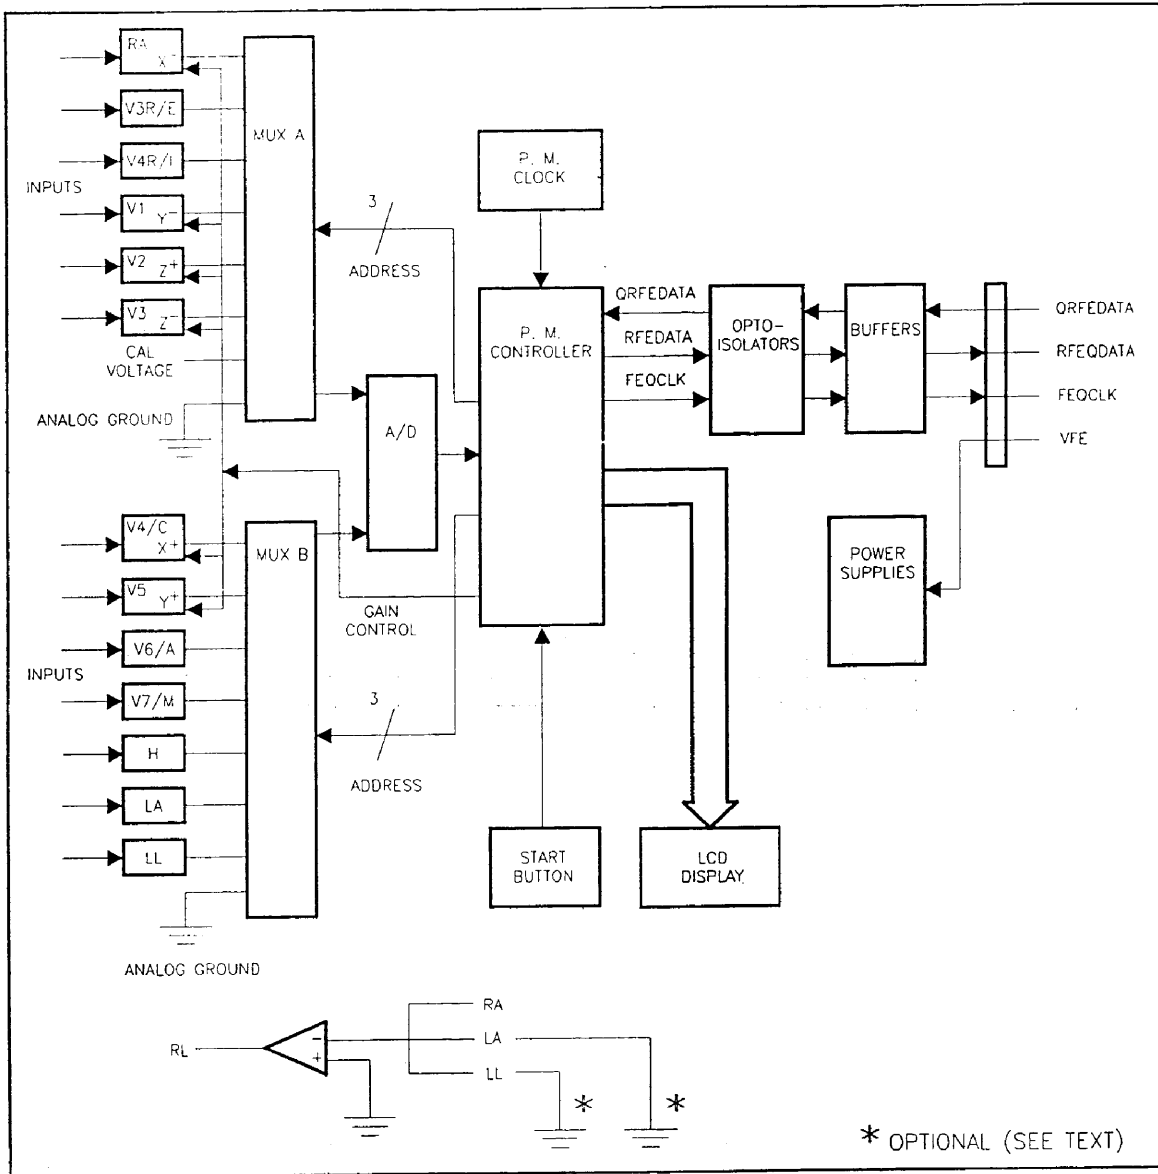 RA
X-
V3R/E
V4R/I
INPUTS
V1
Y-
V2
Z+
V3
Z-
CAL
VOLTAGE
ANALOG GROUND
MUX A
3
ADDRESS
P. M.
CLOCK
A/D
P. M.
CONTROLLER
QRFEDATA
RFEDATA
FEOCLK
OPTO-
ISOLATORS
BUFFERS
QRFEDATA
RFEQDATA
FEQCLK
VFE
POWER
SUPPLIES
V4/C
X+
V5
Y+
V6/A
INPUTS
V7/M
H
LA
LL
MUX B
GAIN
CONTROL
3
ADDRESS
START
BUTTON
LCD
DISPLAY
ANALOG GROUND
RL
-
+
RA
LA
LL
*
*
* OPTIONAL (SEE TEXT)